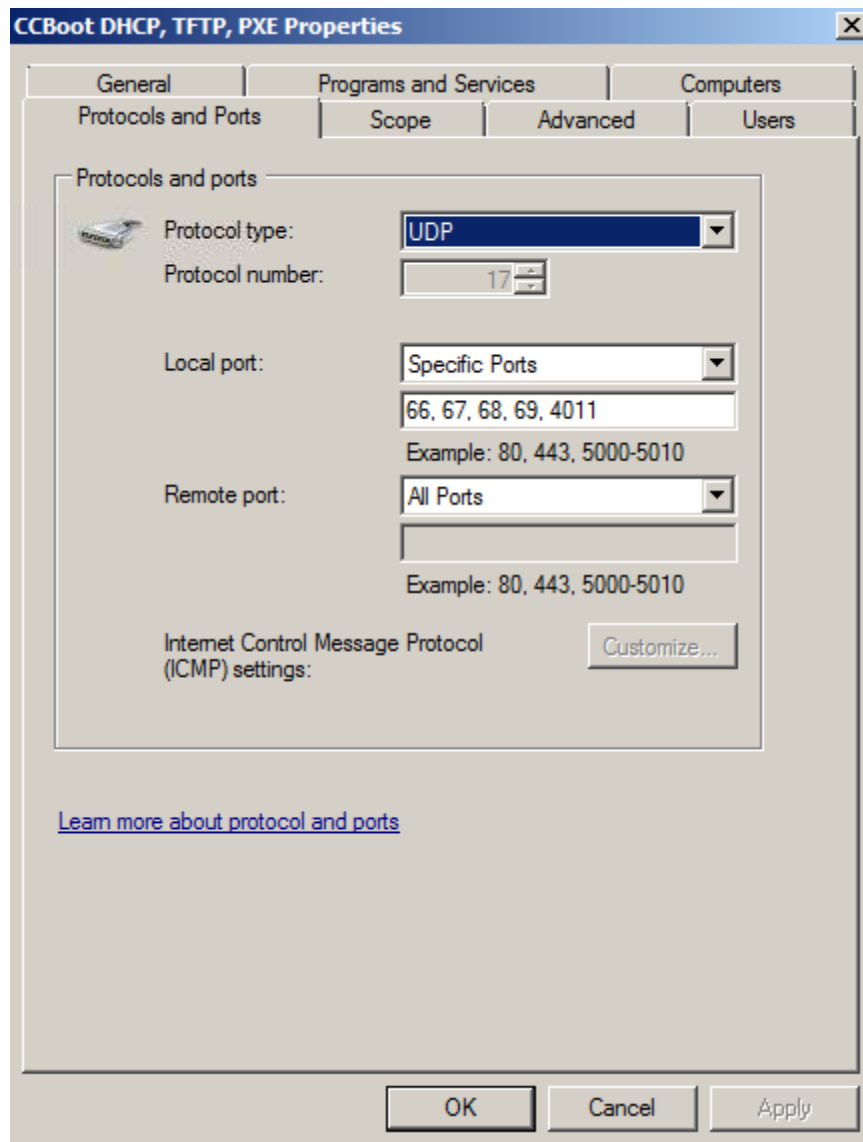 CCBoot DHCP, TFTP, PXE Properties
General
Programs and Services
Computers
Protocols and Ports
Scope
Advanced
Users
Protocols and ports
Protocol type:
UDP
Protocol number:
17
Local port:
Specific Ports
66, 67, 68, 69, 4011
Example: 80, 443, 5000-5010
Remote port:
All Ports
Example: 80, 443, 5000-5010
Internet Control Message Protocol
(ICMP) settings:
Customize...
Learn more about protocol and ports
OK
Cancel
Apply